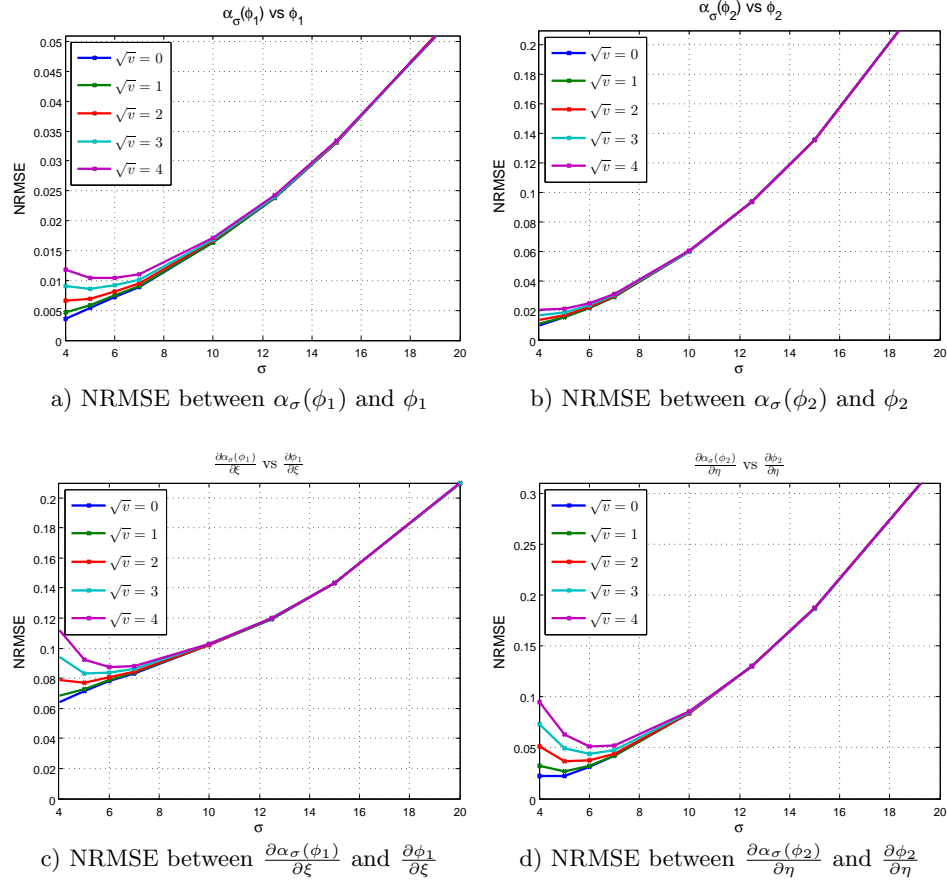 α_σ(ϕ_1) vs ϕ_1
0.05
0.045
0.04
0.035
0.03
0.025
0.02
0.015
0.01
0.005
0
NRMSE
√v = 0
√v = 1
√v = 2
√v = 3
√v = 4
4 6 8 10 12 14 16 18 20
σ
a) NRMSE between α_σ(ϕ_1) and ϕ_1
α_σ(ϕ_2) vs ϕ_2
0.2
0.18
0.16
0.14
0.12
0.1
0.08
0.06
0.04
0.02
0
NRMSE
√v = 0
√v = 1
√v = 2
√v = 3
√v = 4
4 6 8 10 12 14 16 18 20
σ
b) NRMSE between α_σ(ϕ_2) and ϕ_2
∂α_σ(ϕ_1)/∂ξ vs ∂ϕ_1/∂ξ
0.2
0.18
0.16
0.14
0.12
0.1
0.08
0.06
0.04
0.02
0
NRMSE
√v = 0
√v = 1
√v = 2
√v = 3
√v = 4
4 6 8 10 12 14 16 18 20
σ
c) NRMSE between ∂α_σ(ϕ_1)/∂ξ and ∂ϕ_1/∂ξ
∂α_σ(ϕ_2)/∂η vs ∂ϕ_2/∂η
0.3
0.25
0.2
0.15
0.1
0.05
0
NRMSE
√v = 0
√v = 1
√v = 2
√v = 3
√v = 4
4 6 8 10 12 14 16 18 20
σ
d) NRMSE between ∂α_σ(ϕ_2)/∂η and ∂ϕ_2/∂η